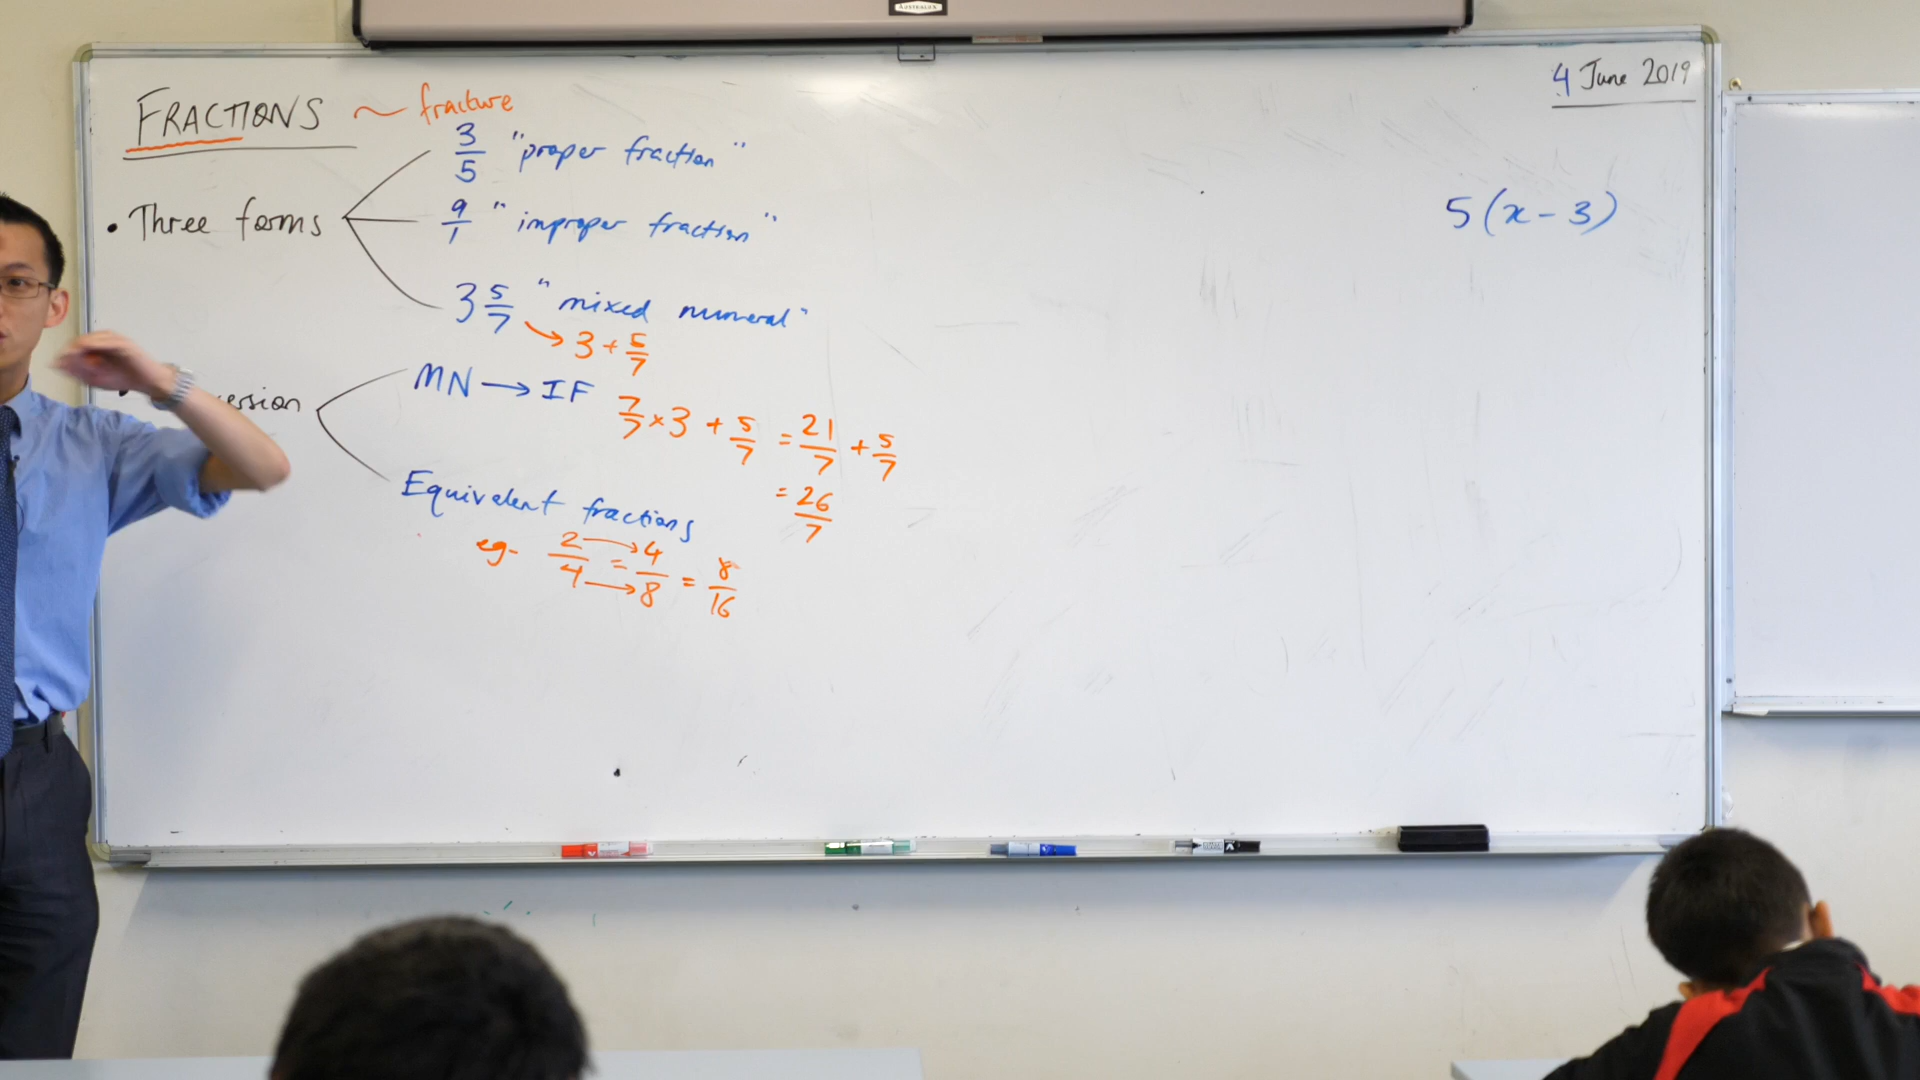 AUSTRALUX
4 June 2019
FRACTIONS ~ fracture
3/5 "proper fraction"
• Three forms
9/1 "improper fraction"
3 5/7 "mixed numeral"
→ 3 + 5/7
MN → IF
7/7 × 3 + 5/7 = 21/7 + 5/7
= 26/7
Equivalent fractions
eg. 2/4 = 4/8 = 8/16
5(x - 3)